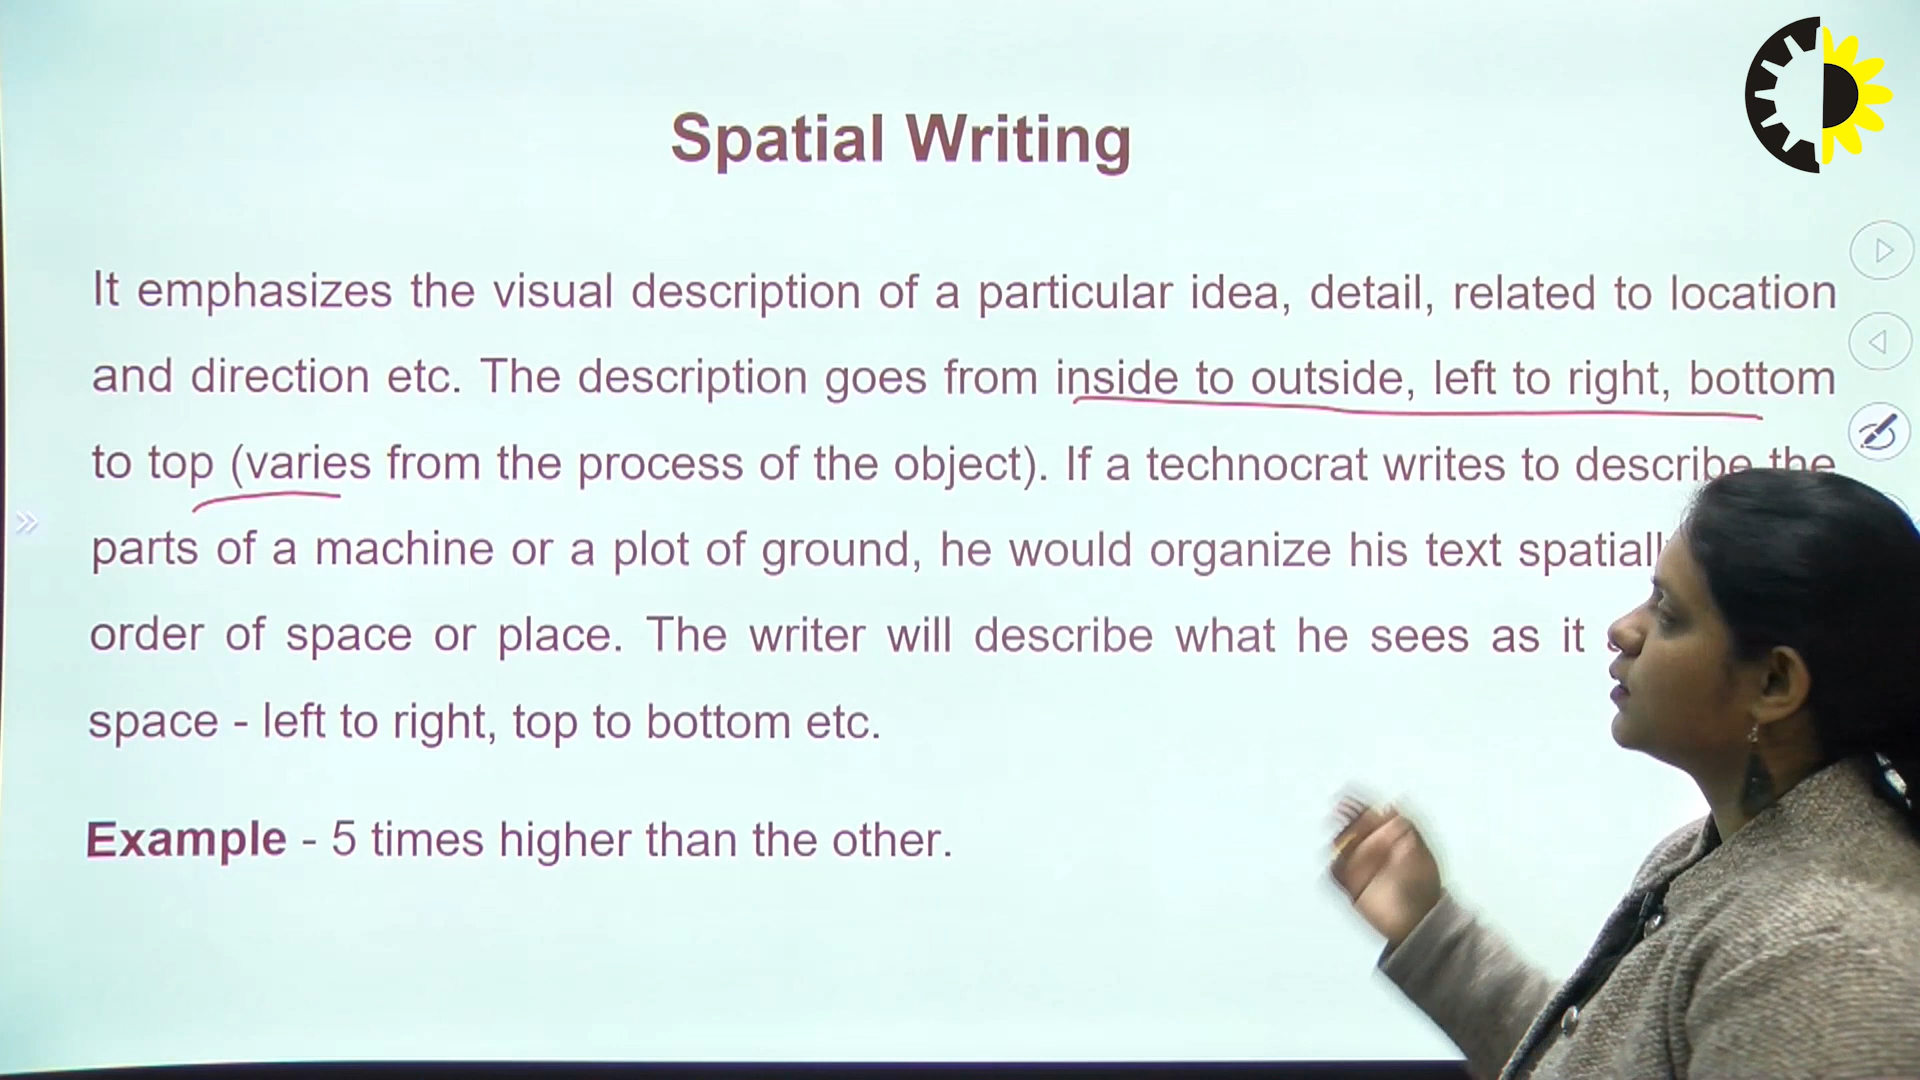 Spatial Writing
It emphasizes the visual description of a particular idea, detail, related to location
and direction etc. The description goes from inside to outside, left to right, bottom
to top (varies from the process of the object). If a technocrat writes to describe the
parts of a machine or a plot of ground, he would organize his text
order of space or place. The writer will describe what he sees as it
space - left to right, top to bottom etc.
Example - 5 times higher than the other.